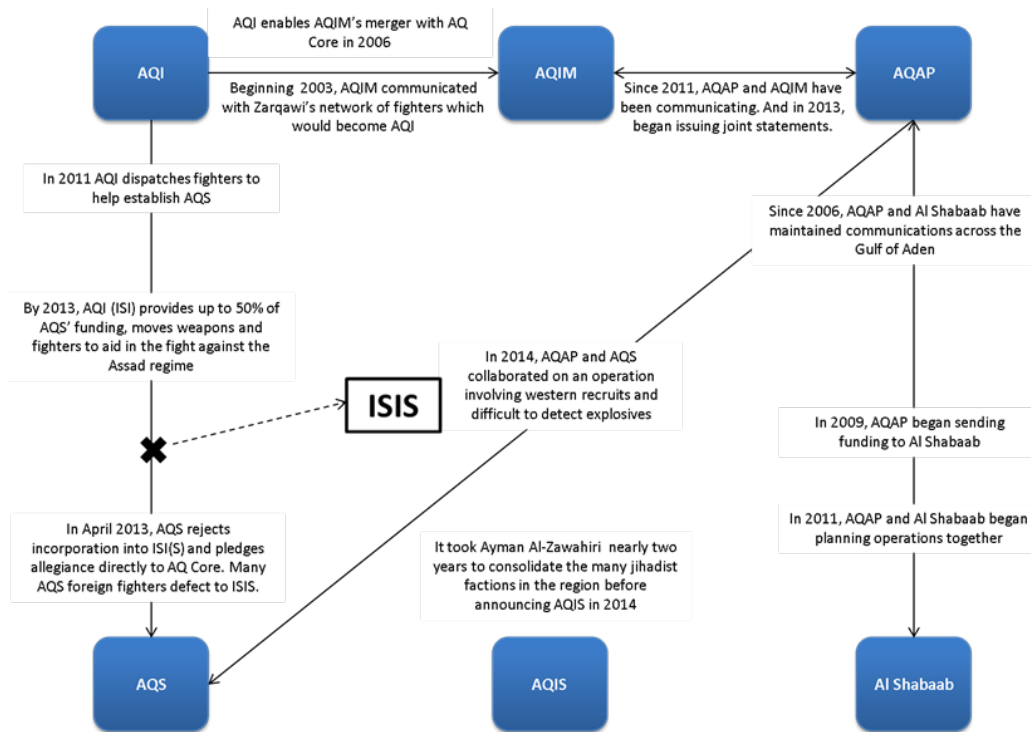 AQI enables AQIM's merger with AQ
Core in 2006
AQI
AQIM
AQAP
Beginning 2003, AQIM communicated
with Zarqawi's network of fighters which
would become AQI
Since 2011, AQAP and AQIM have
been communicating. And in 2013,
began issuing joint statements.
In 2011 AQI dispatches fighters to
help establish AQS
Since 2006, AQAP and Al Shabaab have
maintained communications across the
Gulf of Aden
By 2013, AQI (ISI) provides up to 50% of
AQS' funding, moves weapons and
fighters to aid in the fight against the
Assad regime
ISIS
In 2014, AQAP and AQS
collaborated on an operation
involving western recruits and
difficult to detect explosives
In 2009, AQAP began sending
funding to Al Shabaab
In April 2013, AQS rejects
incorporation into ISI(S) and pledges
allegiance directly to AQ Core. Many
AQS foreign fighters defect to ISIS.
It took Ayman Al-Zawahiri nearly two
years to consolidate the many jihadist
factions in the region before
announcing AQIS in 2014
In 2011, AQAP and Al Shabaab began
planning operations together
AQS
AQIS
Al Shabaab